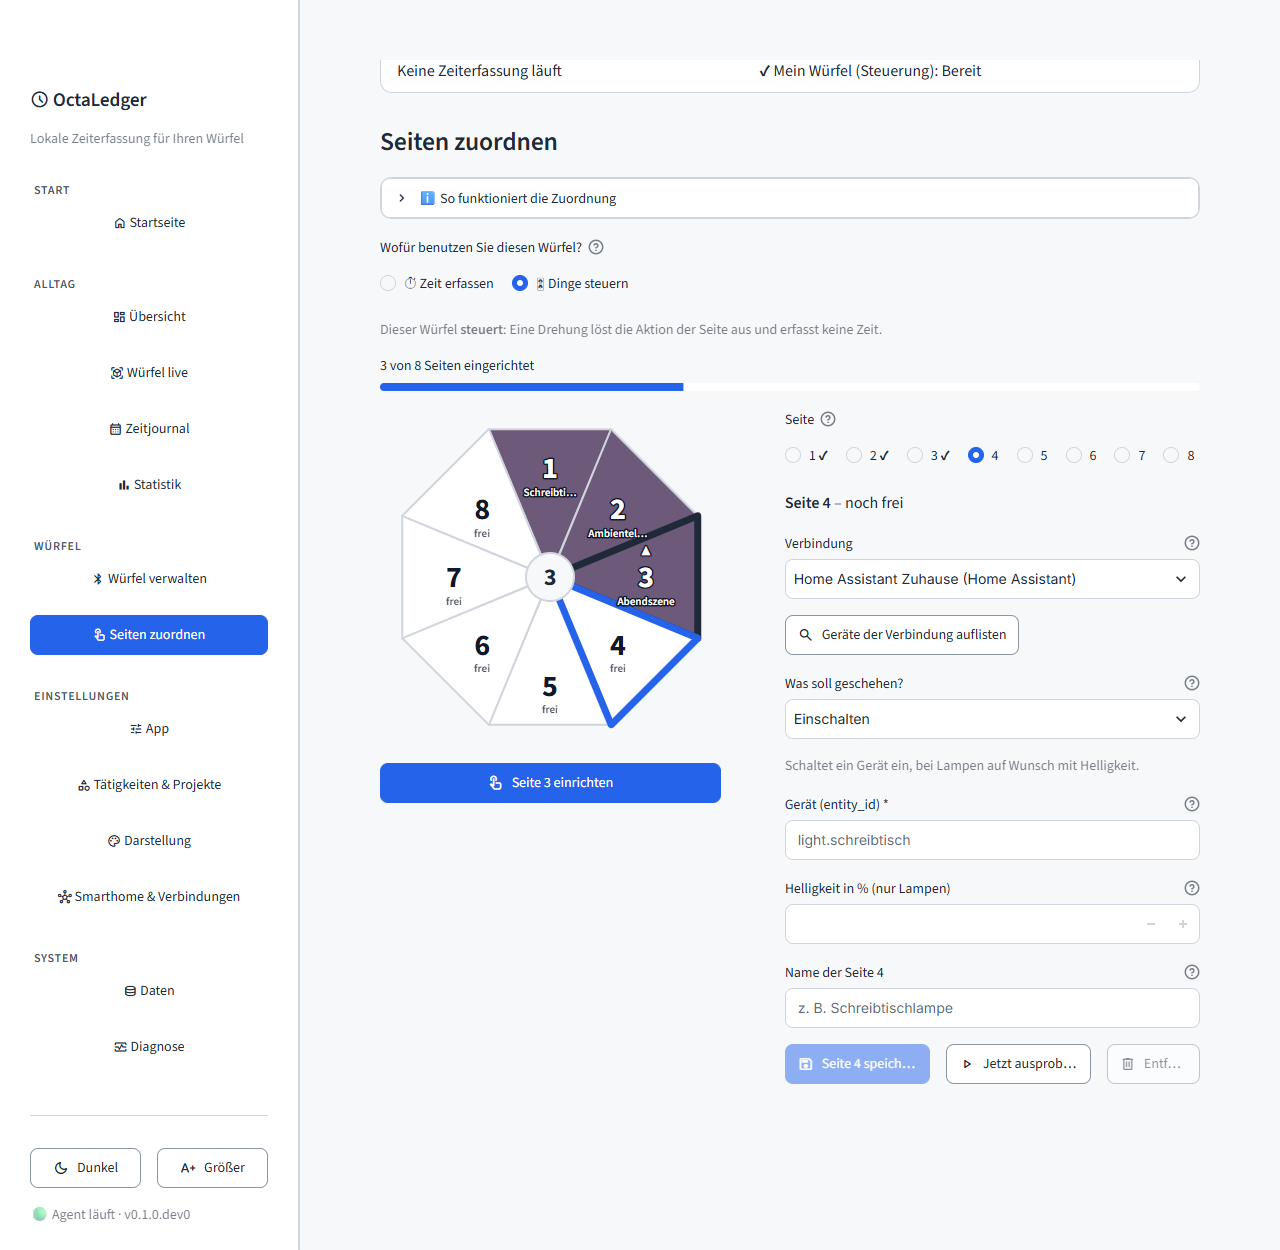 Keine Zeiterfassung läuft
✓ Mein Würfel (Steuerung): Bereit
OctaLedger
Lokale Zeiterfassung für Ihren Würfel
START
Startseite
ALLTAG
Übersicht
Würfel live
Zeitjournal
Statistik
WÜRFEL
Würfel verwalten
Seiten zuordnen
EINSTELLUNGEN
App
Tätigkeiten & Projekte
Darstellung
Smarthome & Verbindungen
SYSTEM
Daten
Diagnose
Dunkel
A+ Größer
Agent läuft · v0.1.0.dev0
Seiten zuordnen
ℹ️ So funktioniert die Zuordnung
Wofür benutzen Sie diesen Würfel?
⏱️ Zeit erfassen
🎛️ Dinge steuern
Dieser Würfel steuert: Eine Drehung löst die Aktion der Seite aus und erfasst keine Zeit.
3 von 8 Seiten eingerichtet
1
Schreibti…
2
Ambientel…
▲
3
Abendszene
4
frei
5
frei
6
frei
7
frei
8
frei
3
Seite 3 einrichten
Seite
1 ✓
2 ✓
3 ✓
4
5
6
7
8
Seite 4 – noch frei
Verbindung
Home Assistant Zuhause (Home Assistant)
Geräte der Verbindung auflisten
Was soll geschehen?
Einschalten
Schaltet ein Gerät ein, bei Lampen auf Wunsch mit Helligkeit.
Gerät (entity_id) *
light.schreibtisch
Helligkeit in % (nur Lampen)
Name der Seite 4
z. B. Schreibtischlampe
Seite 4 speich…
Jetzt ausprob…
Entf…